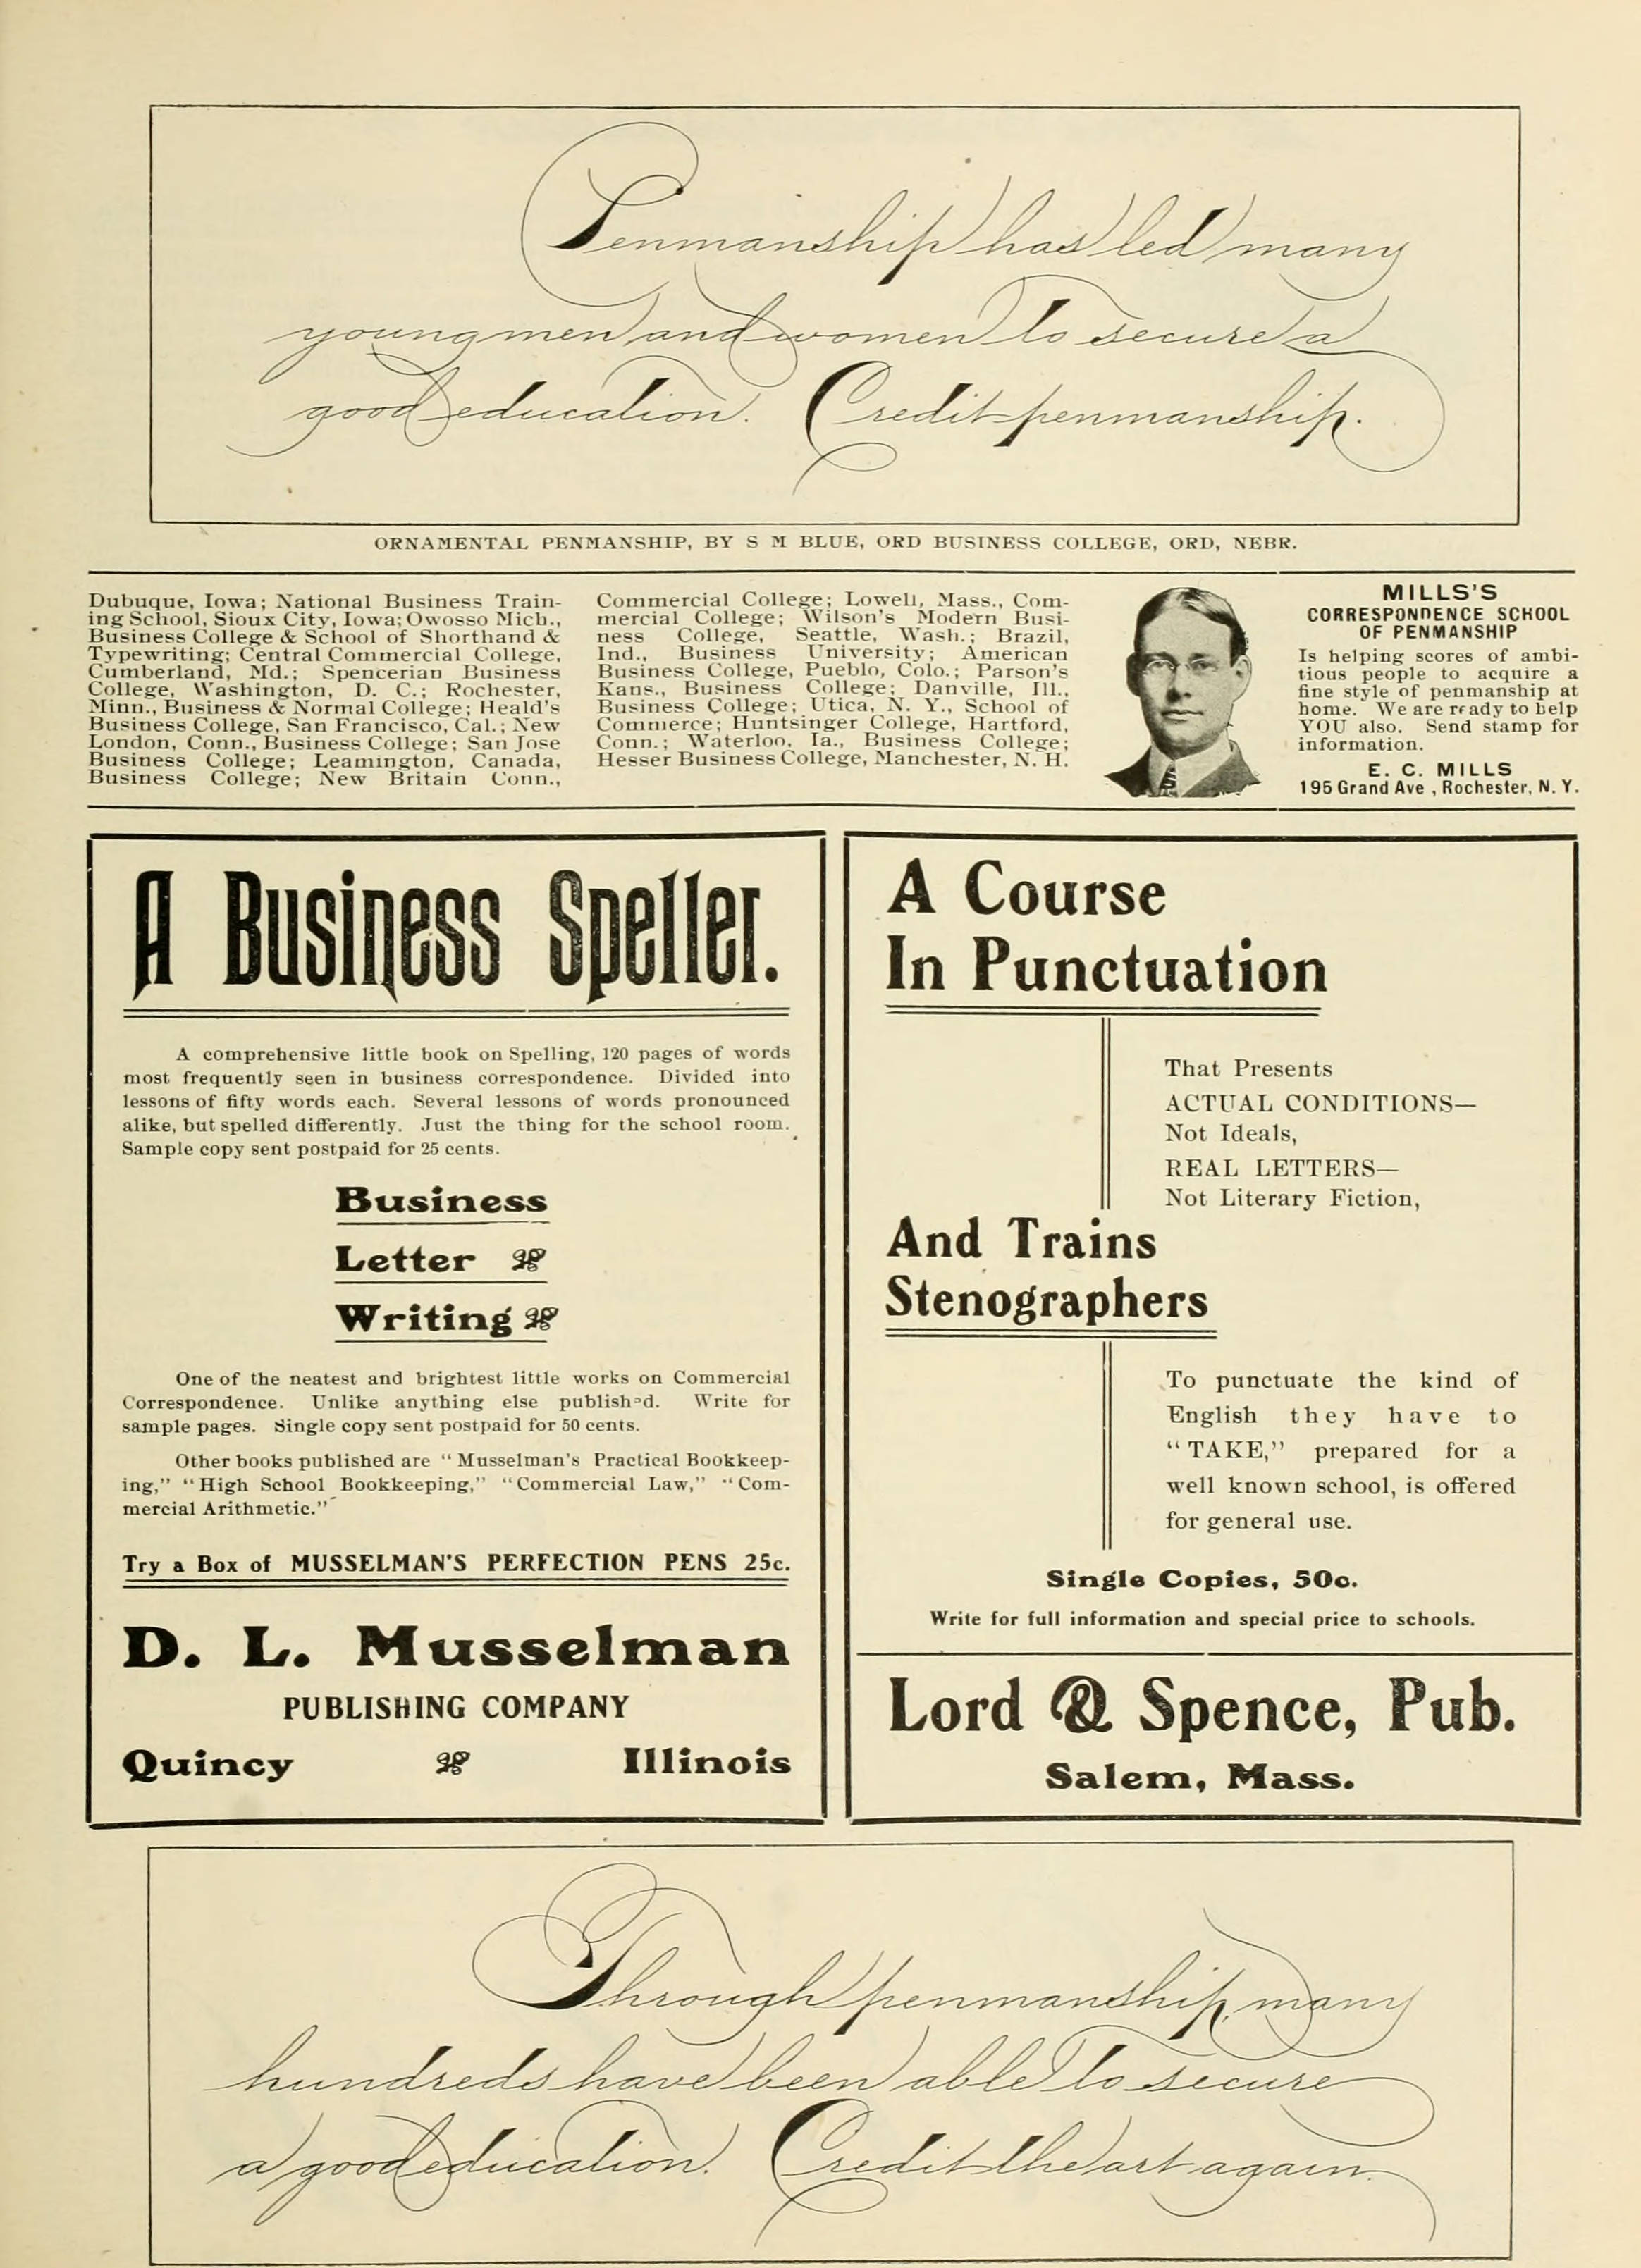 Penmanship has led many
young men and women to secure a
good education. Credit penmanship.
ORNAMENTAL PENMANSHIP, BY S M BLUE, ORD BUSINESS COLLEGE, ORD, NEBR.
Dubuque, Iowa; National Business Train-
ing School, Sioux City, Iowa; Owosso Mich.,
Business College & School of Shorthand &
Typewriting; Central Commercial College,
Cumberland, Md.; Spencerian Business
College, Washington, D. C.; Rochester,
Minn., Business & Normal College; Heald's
Business College, San Francisco, Cal.; New
London, Conn., Business College; San Jose
Business College; Leamington, Canada,
Business College; New Britain Conn.,
Commercial College; Lowell, Mass., Com-
mercial College; Wilson's Modern Busi-
ness College, Seattle, Wash.; Brazil,
Ind., Business University; American
Business College, Pueblo, Colo.; Parson's
Kans., Business College; Danville, Ill.,
Business College; Utica, N. Y., School of
Commerce; Huntsinger College, Hartford,
Conn.; Waterloo, Ia., Business College;
Hesser Business College, Manchester, N. H.
MILLS'S
CORRESPONDENCE SCHOOL
OF PENMANSHIP
Is helping scores of ambi-
tious people to acquire a
fine style of penmanship at
home. We are ready to help
YOU also. Send stamp for
information.
E. C. MILLS
195 Grand Ave , Rochester, N. Y.
A Business Speller.
A comprehensive little book on Spelling, 120 pages of words
most frequently seen in business correspondence. Divided into
lessons of fifty words each. Several lessons of words pronounced
alike, but spelled differently. Just the thing for the school room.
Sample copy sent postpaid for 25 cents.
Business
Letter
Writing
One of the neatest and brightest little works on Commercial
Correspondence. Unlike anything else published. Write for
sample pages. Single copy sent postpaid for 50 cents.
Other books published are "Musselman's Practical Bookkeep-
ing," "High School Bookkeeping," "Commercial Law," "Com-
mercial Arithmetic."
Try a Box of MUSSELMAN'S PERFECTION PENS 25c.
D. L. Musselman
PUBLISHING COMPANY
Quincy Illinois
A Course
In Punctuation
That Presents
ACTUAL CONDITIONS—
Not Ideals,
REAL LETTERS—
Not Literary Fiction,
And Trains
Stenographers
To punctuate the kind of
English they have to
"TAKE," prepared for a
well known school, is offered
for general use.
Single Copies, 50c.
Write for full information and special price to schools.
Lord & Spence, Pub.
Salem, Mass.
Through penmanship, many
hundreds have been able to secure
a good education. Credit the art again.